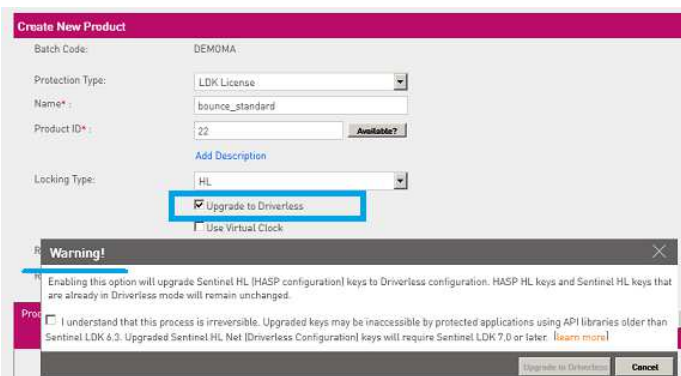 Create New Product
Batch Code: DEMOMA
Protection Type: LDK License
Name* : bounce_standard
Product ID* : 22 Available?
Add Description
Locking Type: HL
Upgrade to Driverless
Use Virtual Clock
Warning!
Enabling this option will upgrade Sentinel HL (HASP configuration) keys to Driverless configuration. HASP HL keys and Sentinel HL keys that
are already in Driverless mode will remain unchanged.
I understand that this process is irreversible. Upgraded keys may be inaccessible by protected applications using API libraries older than
Sentinel LDK 6.3. Upgraded Sentinel HL Net (Driverless Configuration) keys will require Sentinel LDK 7.0 or later. [learn more]
Upgrade to Driverless Cancel